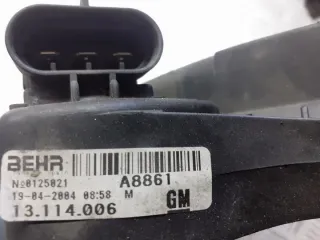 BEHR A8861
№0125021
19-04-2004 08:58 M
13.114.006 GM